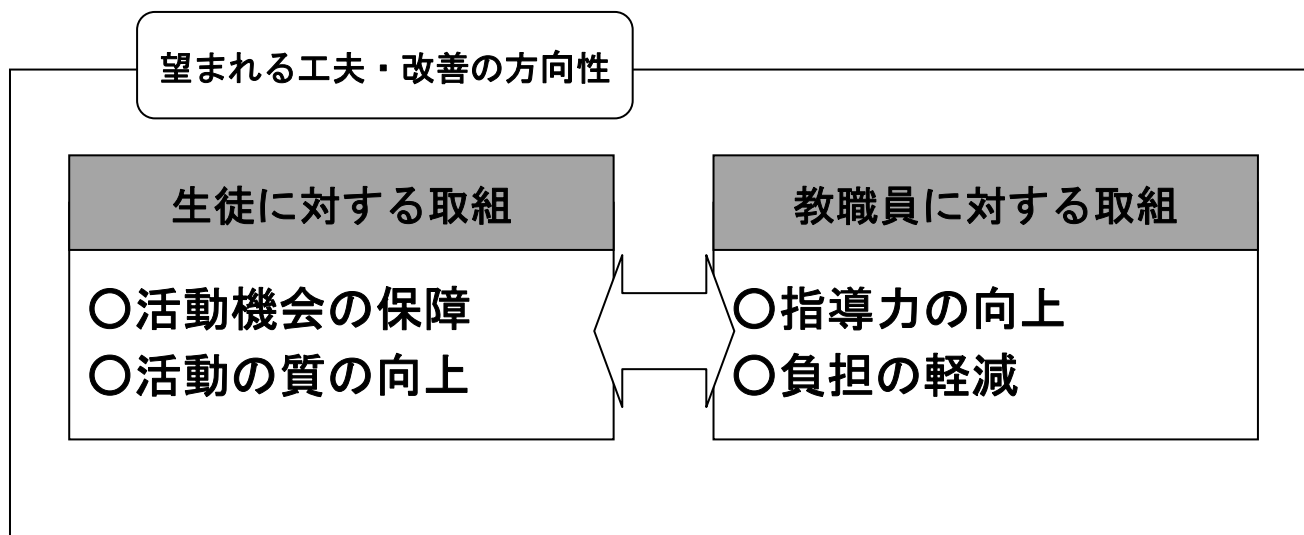 望まれる工夫・改善の方向性
生徒に対する取組
○活動機会の保障
○活動の質の向上
教職員に対する取組
○指導力の向上
○負担の軽減